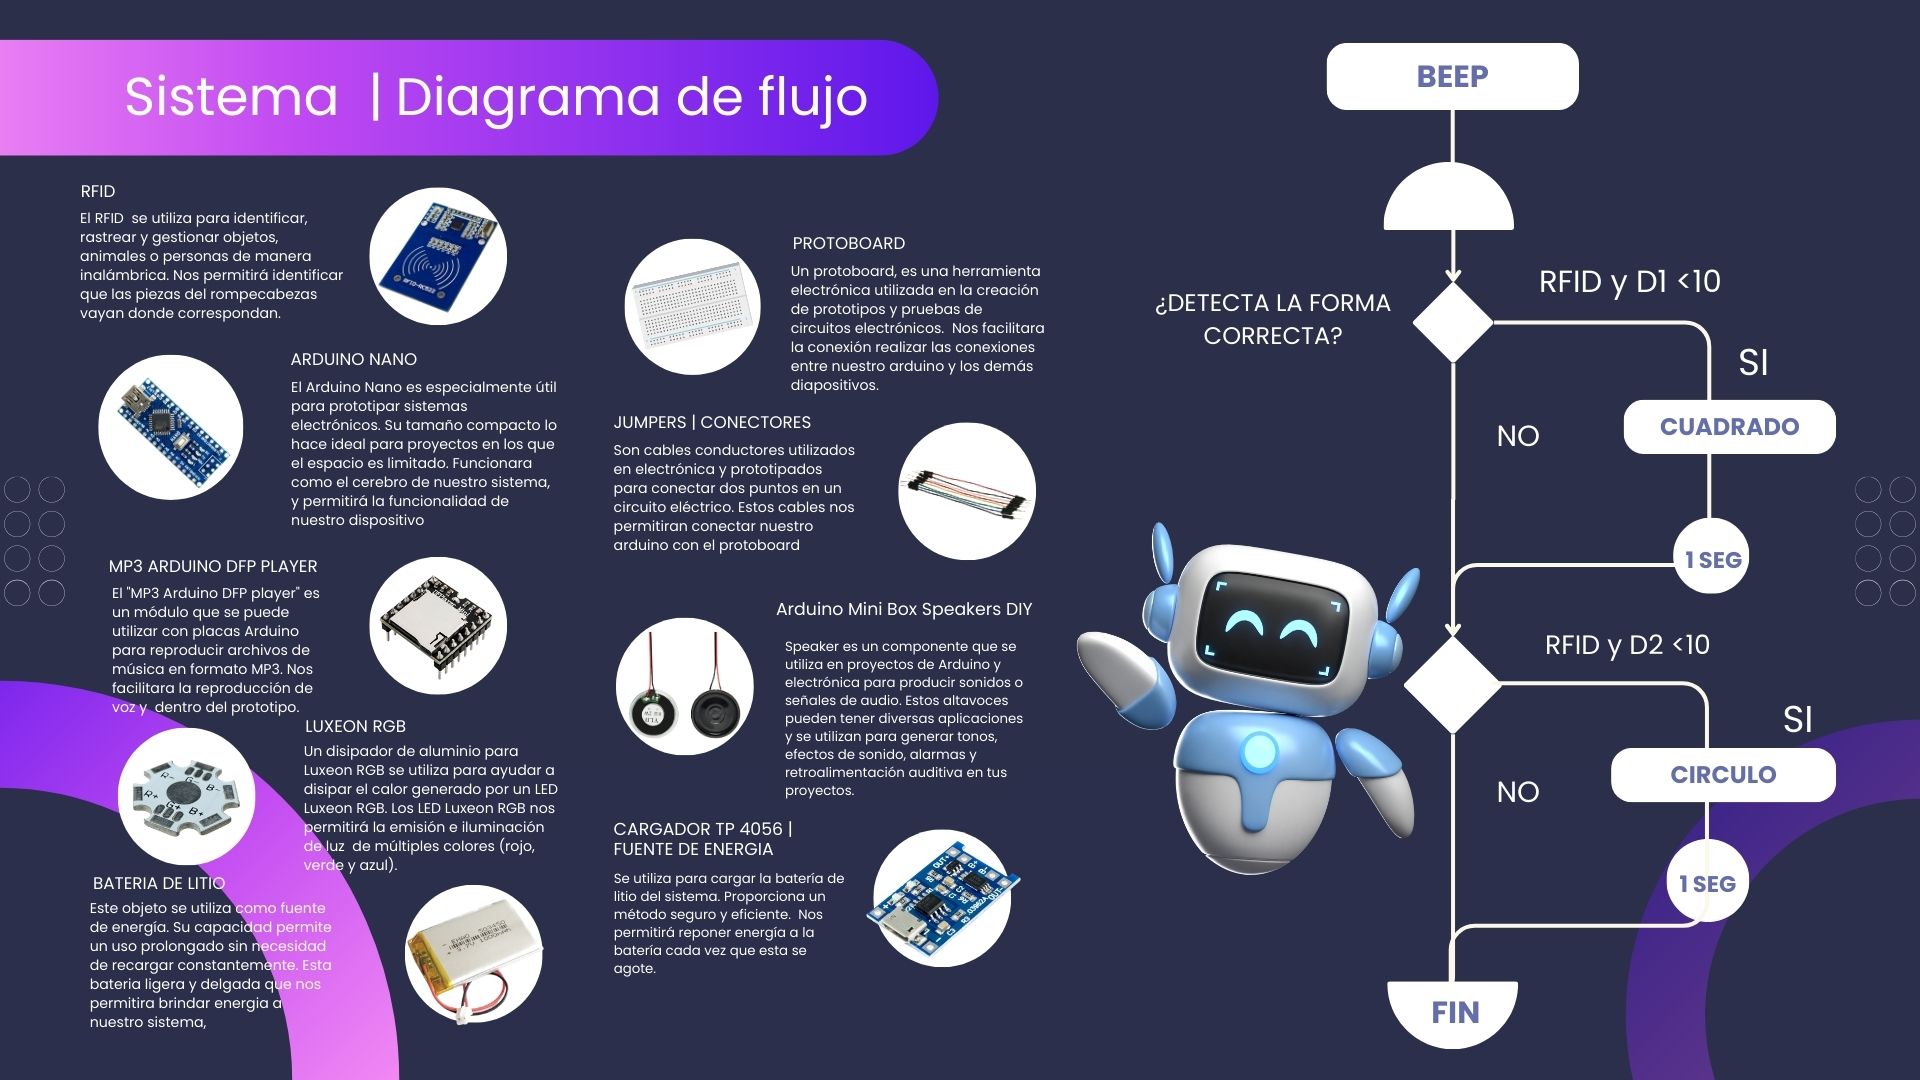 Sistema | Diagrama de flujo
RFID
El RFID se utiliza para identificar,
rastrear y gestionar objetos,
animales o personas de manera
inalámbrica. Nos permitirá identificar
que las piezas del rompecabezas
vayan donde correspondan.
RFID-RC522
ARDUINO NANO
El Arduino Nano es especialmente útil
para prototipar sistemas
electrónicos. Su tamaño compacto lo
hace ideal para proyectos en los que
el espacio es limitado. Funcionara
como el cerebro de nuestro sistema,
y permitirá la funcionalidad de
nuestro dispositivo
MP3 ARDUINO DFP PLAYER
El "MP3 Arduino DFP player" es
un módulo que se puede
utilizar con placas Arduino
para reproducir archivos de
música en formato MP3. Nos
facilitara la reproducción de
voz y dentro del prototipo.
LUXEON RGB
Un disipador de aluminio para
Luxeon RGB se utiliza para ayudar a
disipar el calor generado por un LED
Luxeon RGB. Los LED Luxeon RGB nos
permitirá la emisión e iluminación
de luz de múltiples colores (rojo,
verde y azul).
R- G- B-
R+ G+ B+
BATERIA DE LITIO
Este objeto se utiliza como fuente
de energía. Su capacidad permite
un uso prolongado sin necesidad
de recargar constantemente. Esta
bateria ligera y delgada que nos
permitira brindar energia a
nuestro sistema,
PROTOBOARD
Un protoboard, es una herramienta
electrónica utilizada en la creación
de prototipos y pruebas de
circuitos electrónicos. Nos facilitara
la conexión realizar las conexiones
entre nuestro arduino y los demás
diapositivos.
JUMPERS | CONECTORES
Son cables conductores utilizados
en electrónica y prototipados
para conectar dos puntos en un
circuito eléctrico. Estos cables nos
permitiran conectar nuestro
arduino con el protoboard
Arduino Mini Box Speakers DIY
Speaker es un componente que se
utiliza en proyectos de Arduino y
electrónica para producir sonidos o
señales de audio. Estos altavoces
pueden tener diversas aplicaciones
y se utilizan para generar tonos,
efectos de sonido, alarmas y
retroalimentación auditiva en tus
proyectos.
CARGADOR TP 4056 |
FUENTE DE ENERGIA
Se utiliza para cargar la batería de
litio del sistema. Proporciona un
método seguro y eficiente. Nos
permitirá reponer energía a la
batería cada vez que esta se
agote.
OUT+
B+
B-
OUT-
03962A
BEEP
¿DETECTA LA FORMA
CORRECTA?
RFID y D1 <10
SI
NO
CUADRADO
1 SEG
RFID y D2 <10
SI
NO
CIRCULO
1 SEG
FIN